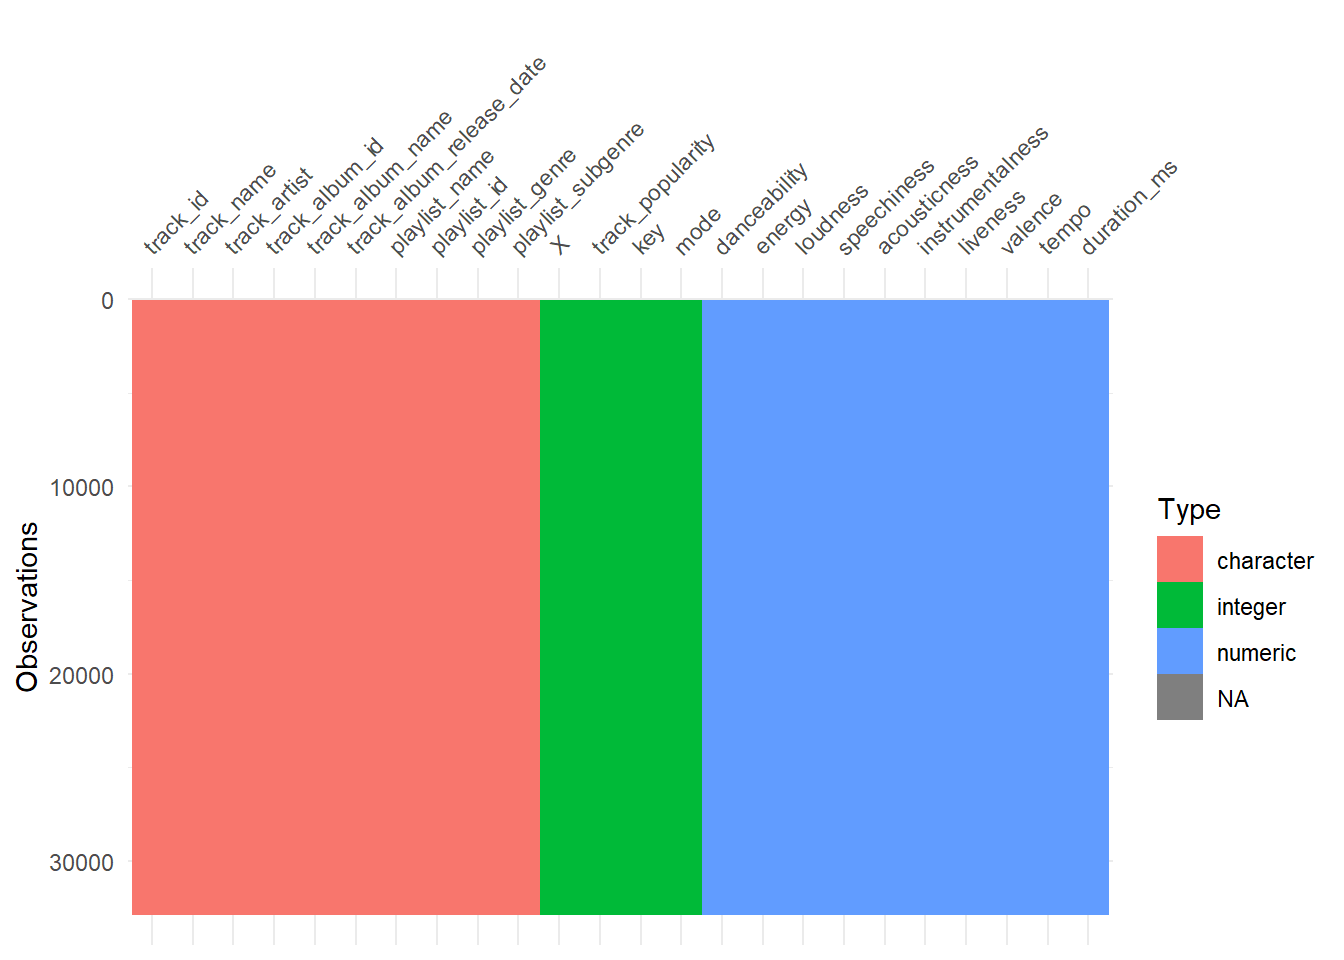 track_id
track_name
track_artist
track_album_id
track_album_name
track_album_release_date
playlist_name
playlist_id
playlist_genre
playlist_subgenre
X
track_popularity
key
mode
danceability
energy
loudness
speechiness
acousticness
instrumentalness
liveness
valence
tempo
duration_ms
0
10000
20000
30000
Observations
Type
character
integer
numeric
NA